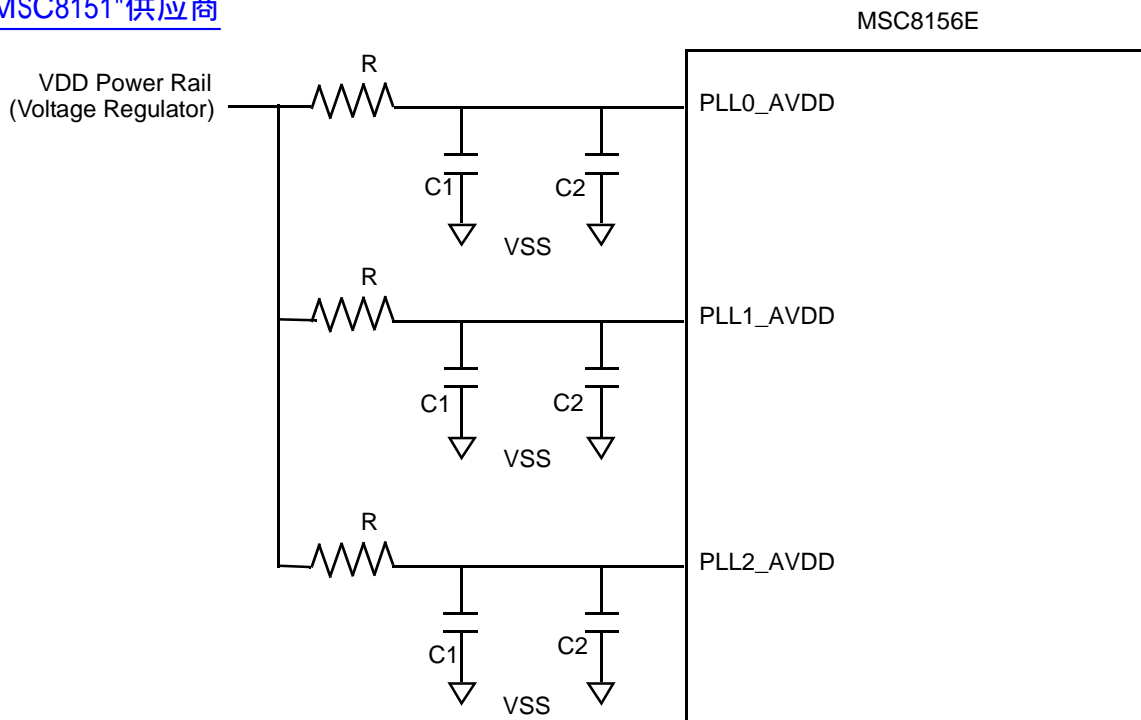 MSC8151"供应商
MSC8156E
R
VDD Power Rail
(Voltage Regulator)
PLL0_AVDD
C1
C2
VSS
R
PLL1_AVDD
C1
C2
VSS
R
PLL2_AVDD
C1
C2
VSS